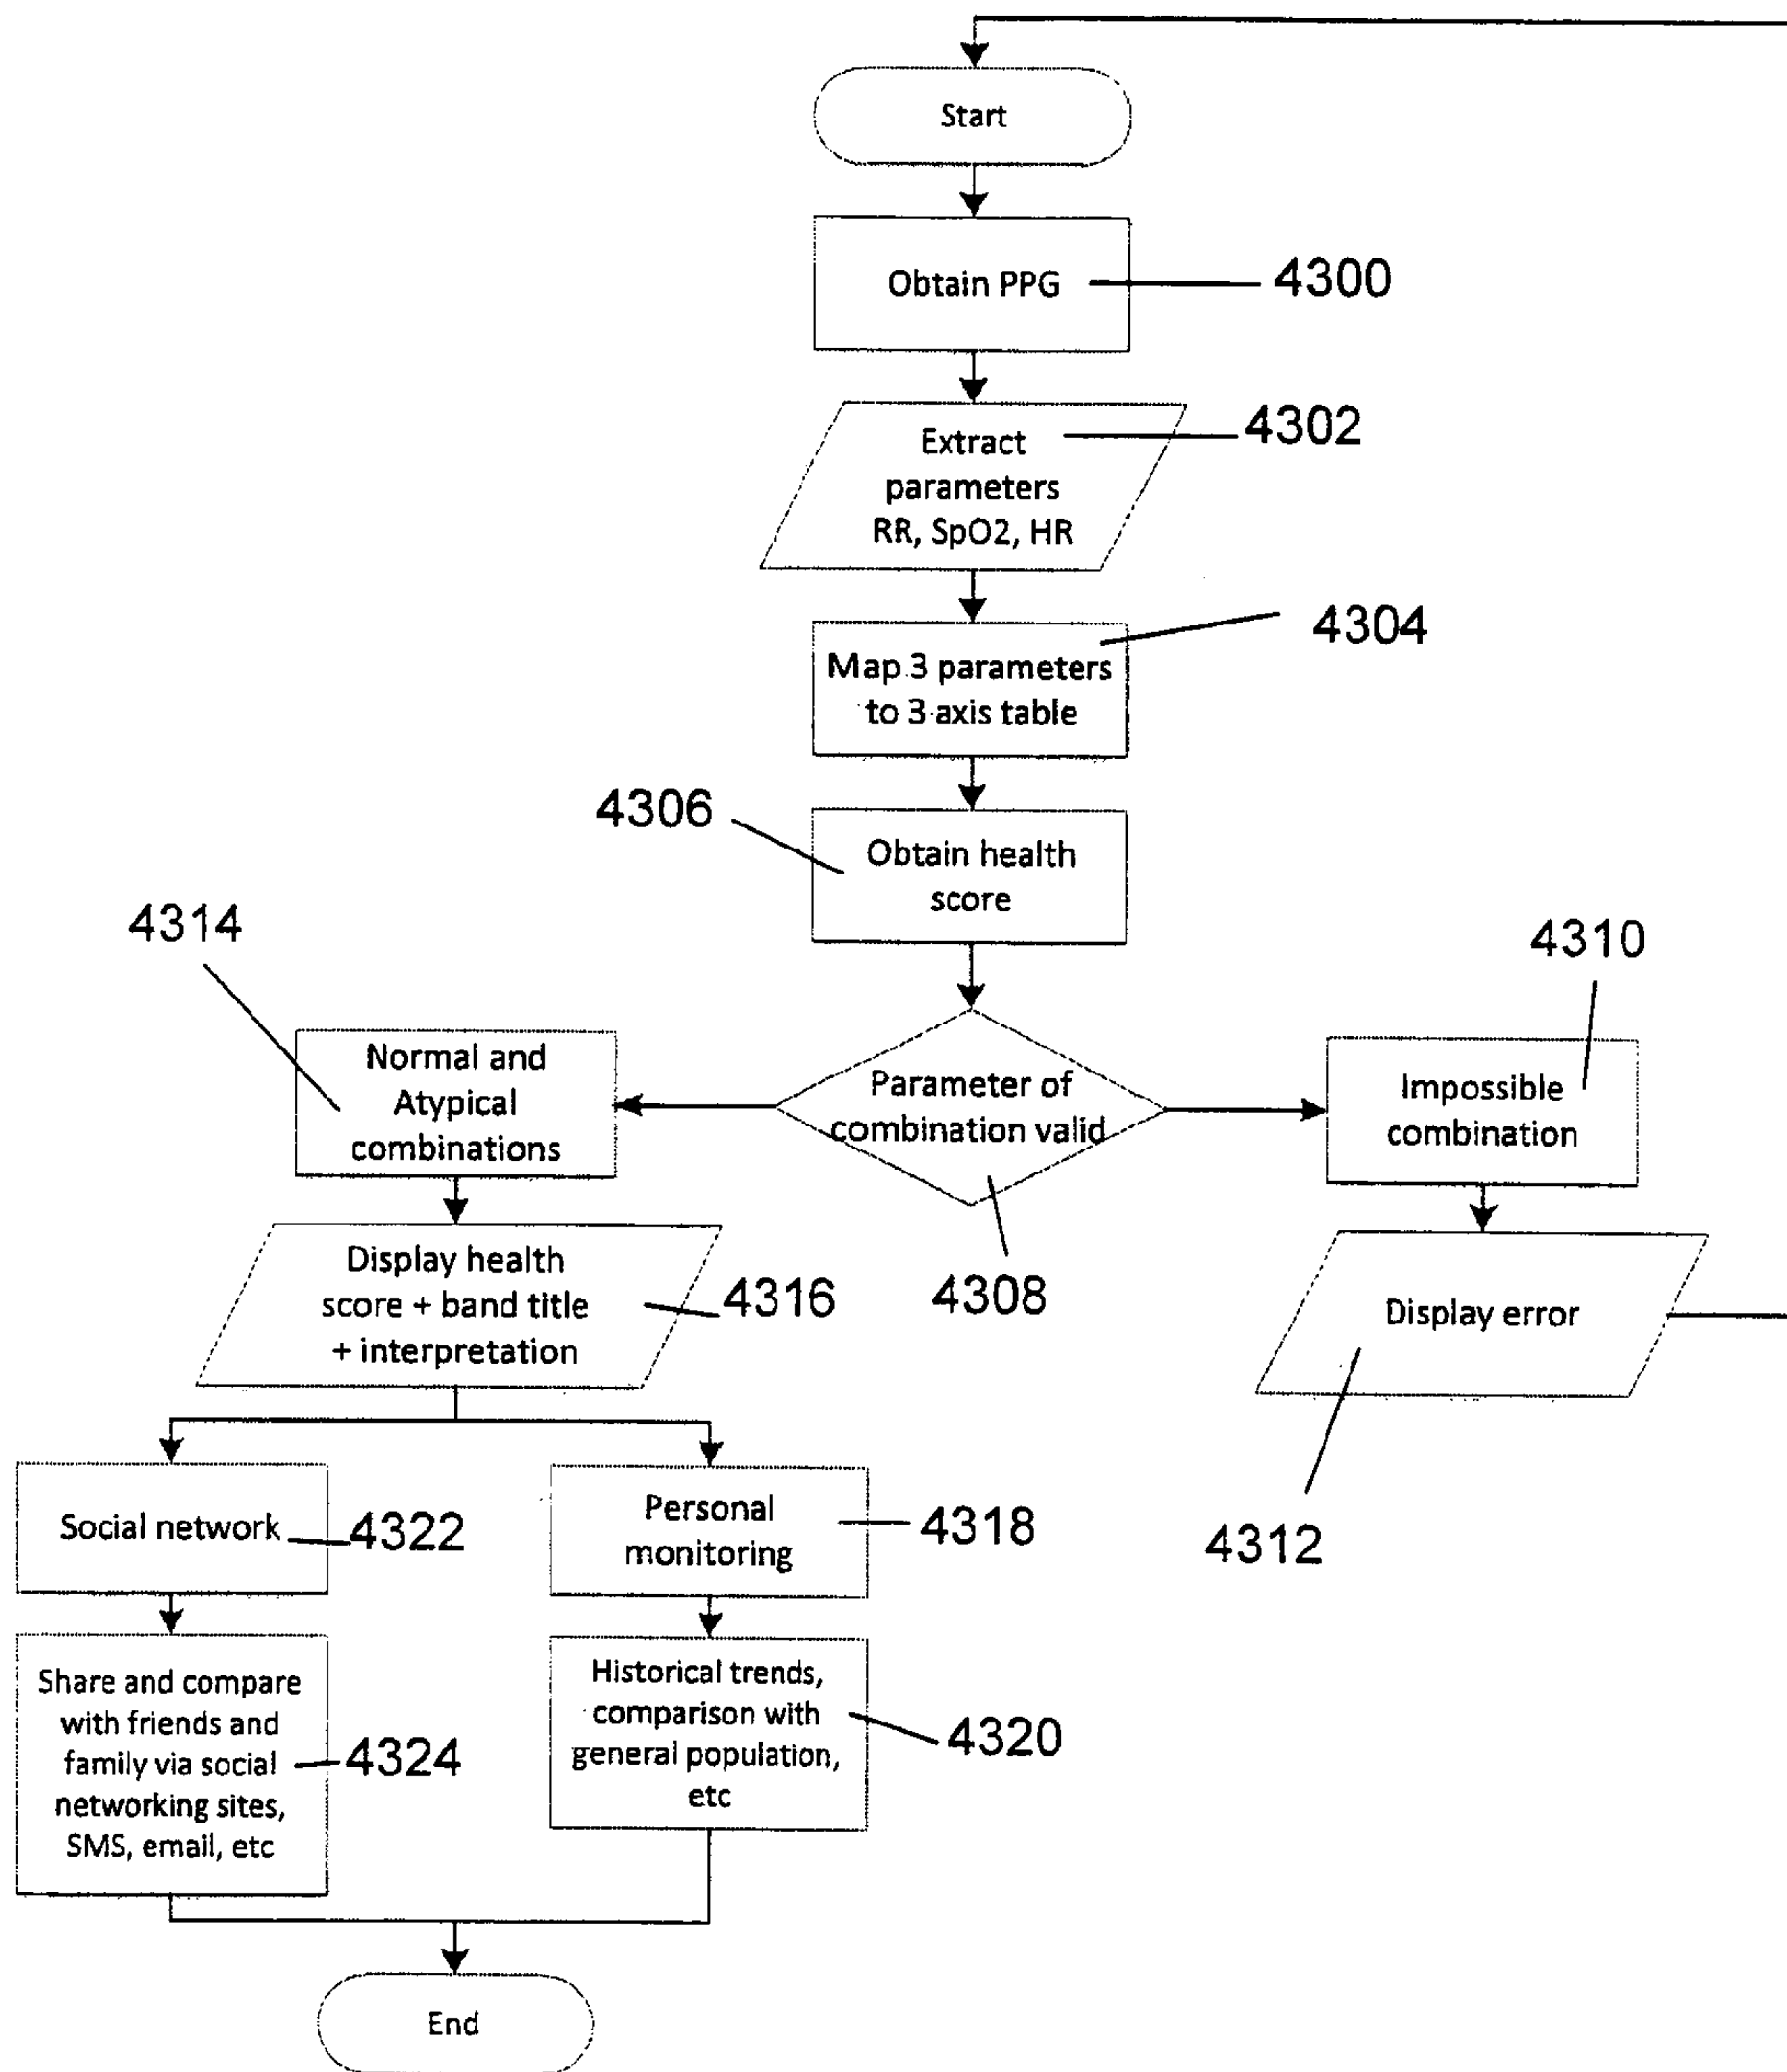 Start
Obtain PPG
4300
Extract
parameters
RR, SpO2, HR
4302
Map 3 parameters
to 3 axis table
4304
4306
Obtain health
score
4314
4310
Normal and
Atypical
combinations
Parameter of
combination valid
Impossible
combination
4308
Display health
score + band title
+ interpretation
4316
Display error
4312
Social network
4322
Personal
monitoring
4318
Share and compare
with friends and
family via social
networking sites,
SMS, email, etc
4324
Historical trends,
comparison with
general population,
etc
4320
End